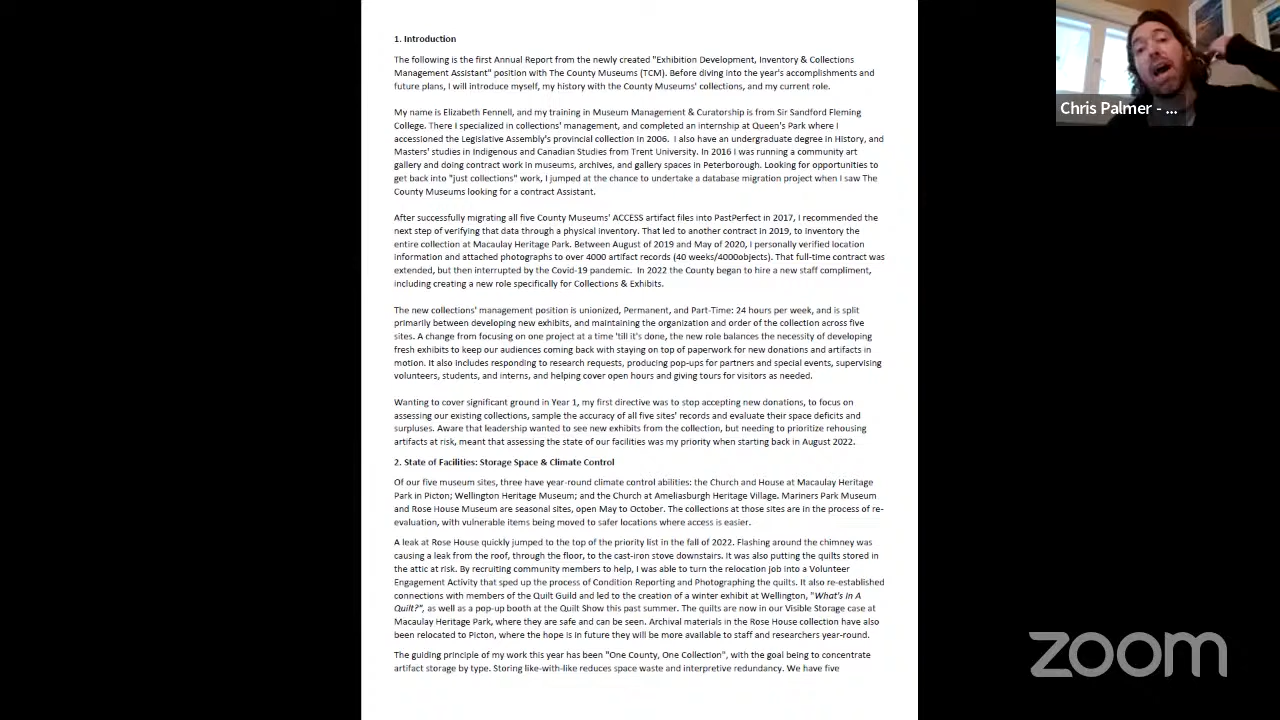 1. Introduction
The following is the first Annual Report from the newly created "Exhibition Development, Inventory & Collections
Management Assistant" position with The County Museums (TCM). Before diving into the year's accomplishments and
future plans, I will introduce myself, my history with the County Museums' collections, and my current role.
My name is Elizabeth Fennell, and my training in Museum Management & Curatorship is from Sir Sandford Fleming
College. There I specialized in collections' management, and completed an internship at Queen's Park where I
accessioned the Legislative Assembly's provincial collection in 2006. I also have an undergraduate degree in History, and
Masters' studies in Indigenous and Canadian Studies from Trent University. In 2016 I was running a community art
gallery and doing contract work in museums, archives, and gallery spaces in Peterborough. Looking for opportunities to
get back into "just collections" work, I jumped at the chance to undertake a database migration project when I saw The
County Museums looking for a contract Assistant.
After successfully migrating all five County Museums' ACCESS artifact files into PastPerfect in 2017, I recommended the
next step of verifying that data through a physical inventory. That led to another contract in 2019, to inventory the
entire collection at Macaulay Heritage Park. Between August of 2019 and May of 2020, I personally verified location
information and attached photographs to over 4000 artifact records (40 weeks/4000objects). That full-time contract was
extended, but then interrupted by the Covid-19 pandemic. In 2022 the County began to hire a new staff compliment,
including creating a new role specifically for Collections & Exhibits.
The new collections' management position is unionized, Permanent, and Part-Time: 24 hours per week, and is split
primarily between developing new exhibits, and maintaining the organization and order of the collection across five
sites. A change from focusing on one project at a time 'till it's done, the new role balances the necessity of developing
fresh exhibits to keep our audiences coming back with staying on top of paperwork for new donations and artifacts in
motion. It also includes responding to research requests, producing pop-ups for partners and special events, supervising
volunteers, students, and interns, and helping cover open hours and giving tours for visitors as needed.
Wanting to cover significant ground in Year 1, my first directive was to stop accepting new donations, to focus on
assessing our existing collections, sample the accuracy of all five sites' records and evaluate their space deficits and
surpluses. Aware that leadership wanted to see new exhibits from the collection, but needing to prioritize rehousing
artifacts at risk, meant that assessing the state of our facilities was my priority when starting back in August 2022.
2. State of Facilities: Storage Space & Climate Control
Of our five museum sites, three have year-round climate control abilities: the Church and House at Macaulay Heritage
Park in Picton; Wellington Heritage Museum; and the Church at Ameliasburgh Heritage Village. Mariners Park Museum
and Rose House Museum are seasonal sites, open May to October. The collections at those sites are in the process of re-
evaluation, with vulnerable items being moved to safer locations where access is easier.
A leak at Rose House quickly jumped to the top of the priority list in the fall of 2022. Flashing around the chimney was
causing a leak from the roof, through the floor, to the cast-iron stove downstairs. It was also putting the quilts stored in
the attic at risk. By recruiting community members to help, I was able to turn the relocation job into a Volunteer
Engagement Activity that sped up the process of Condition Reporting and Photographing the quilts. It also re-established
connections with members of the Quilt Guild and led to the creation of a winter exhibit at Wellington, "What's In A
Quilt?", as well as a pop-up booth at the Quilt Show this past summer. The quilts are now in our Visible Storage case at
Macaulay Heritage Park, where they are safe and can be seen. Archival materials in the Rose House collection have also
been relocated to Picton, where the hope is in future they will be more available to staff and researchers year-round.
The guiding principle of my work this year has been "One County, One Collection", with the goal being to concentrate
artifact storage by type. Storing like-with-like reduces space waste and interpretive redundancy. We have five
Chris Palmer - ...
zoom